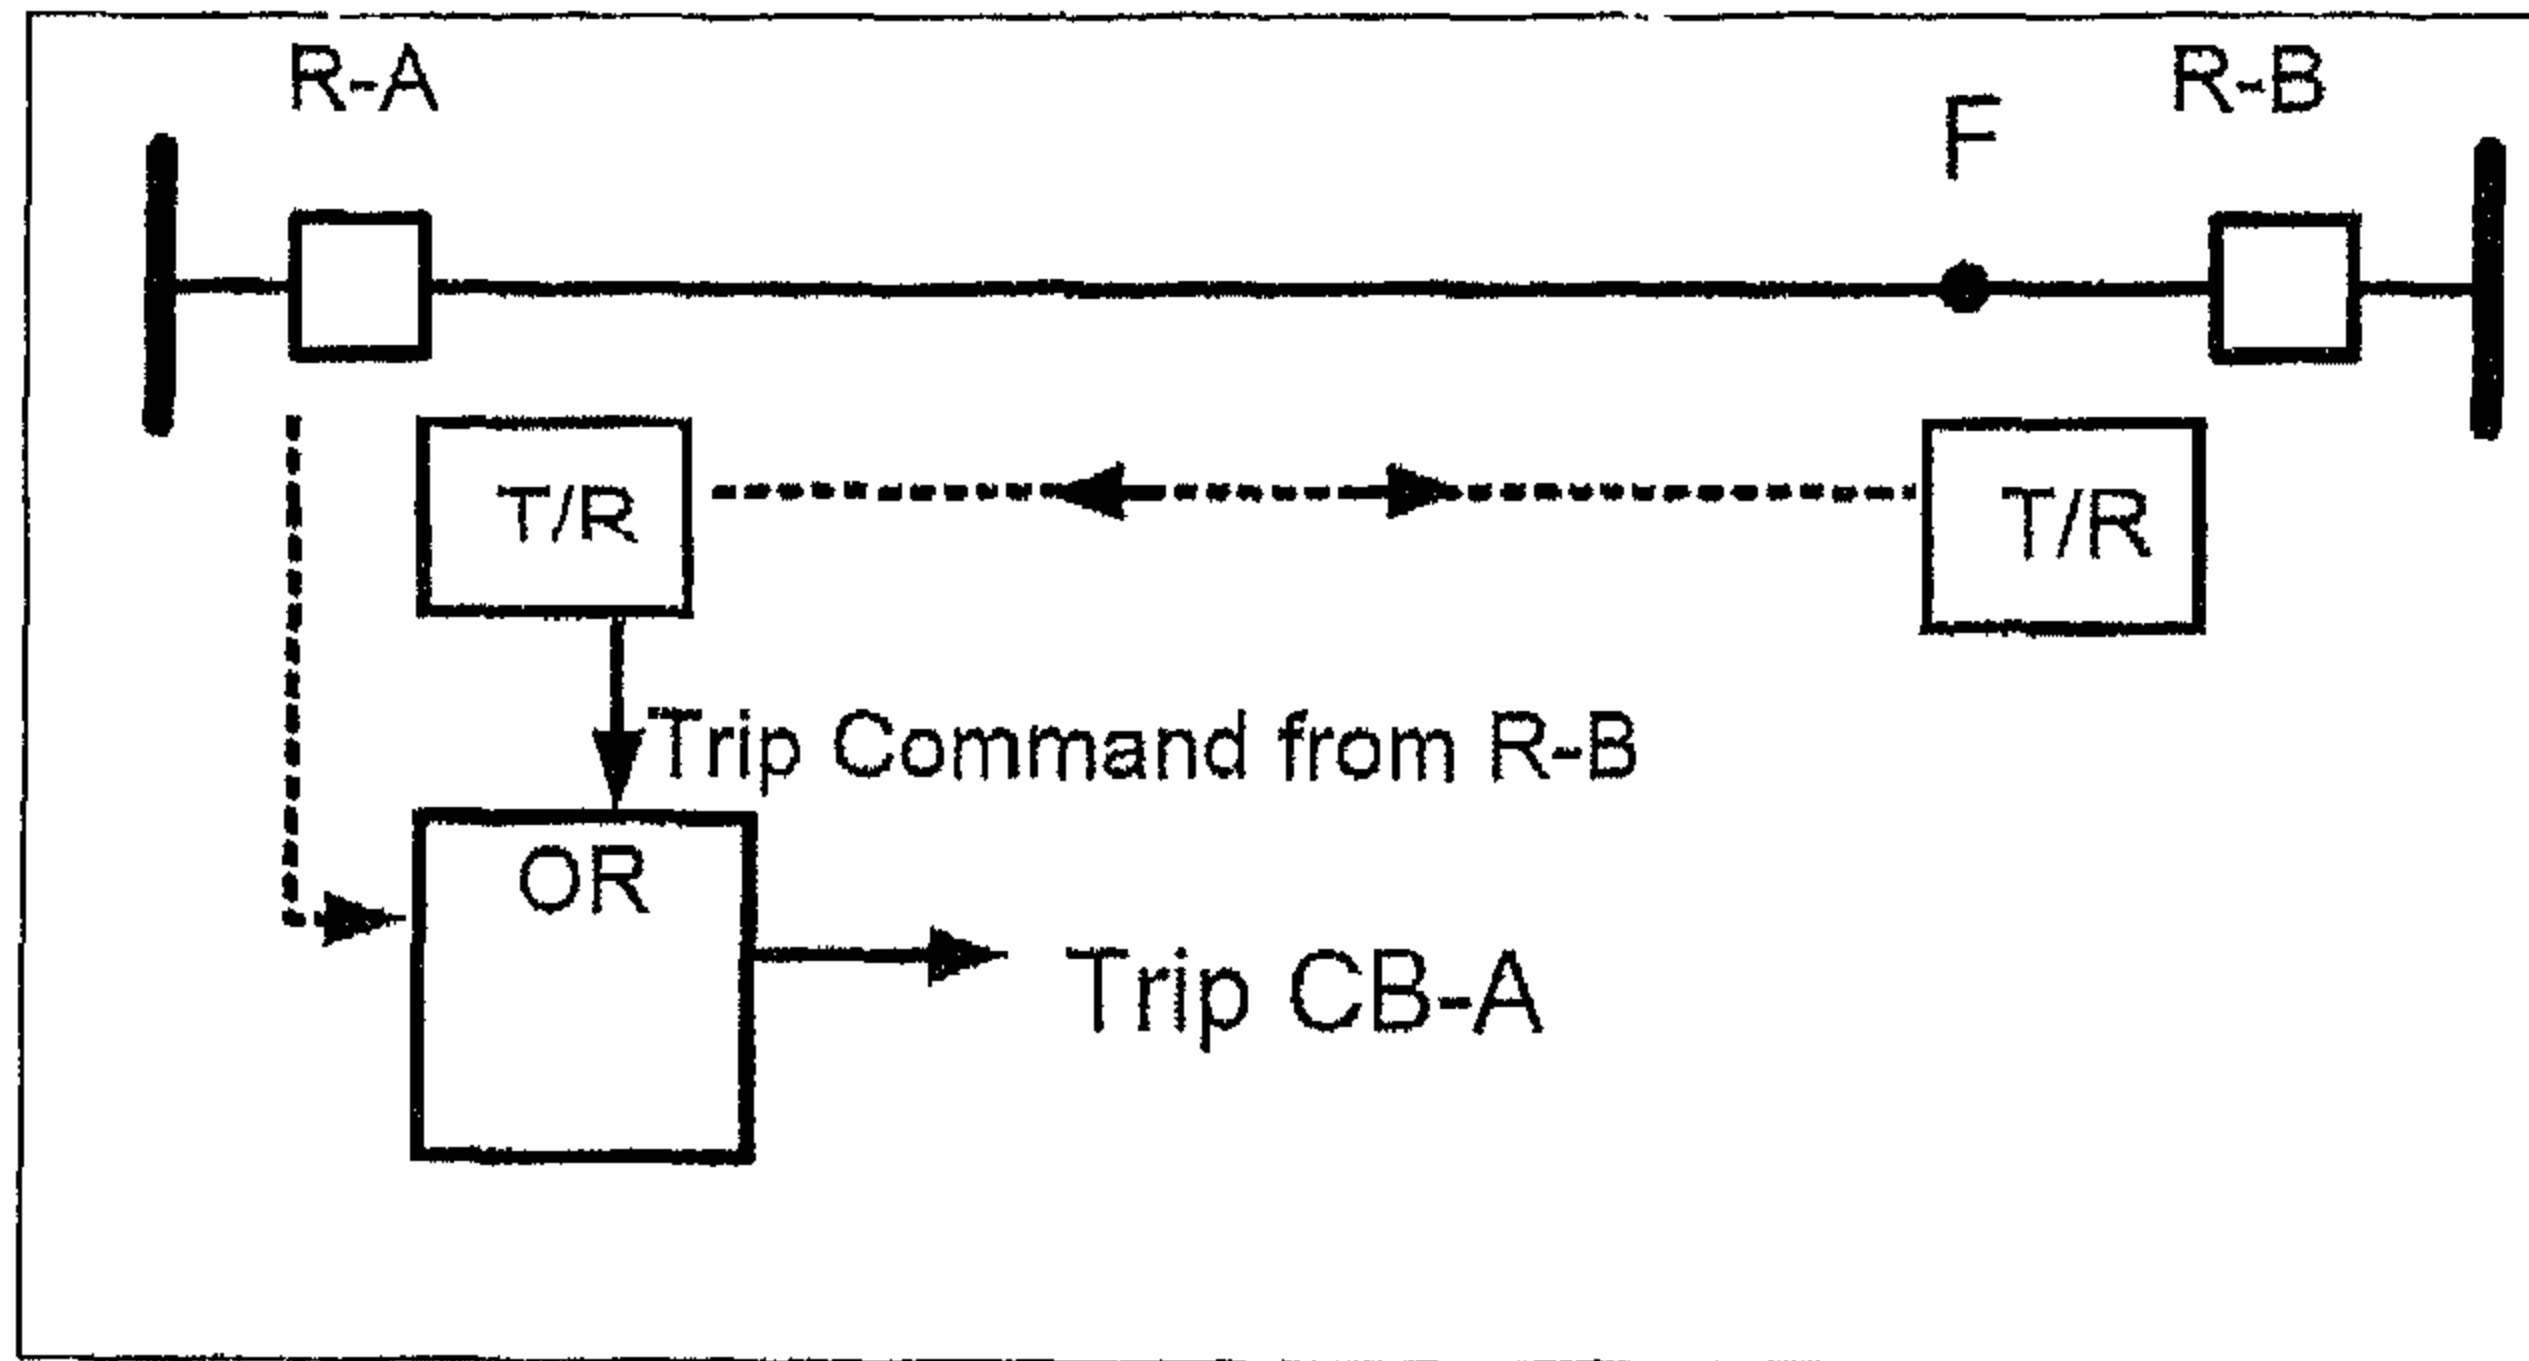 R-A
R-B
F
T/R
T/R
Trip Command from R-B
OR
Trip CB-A